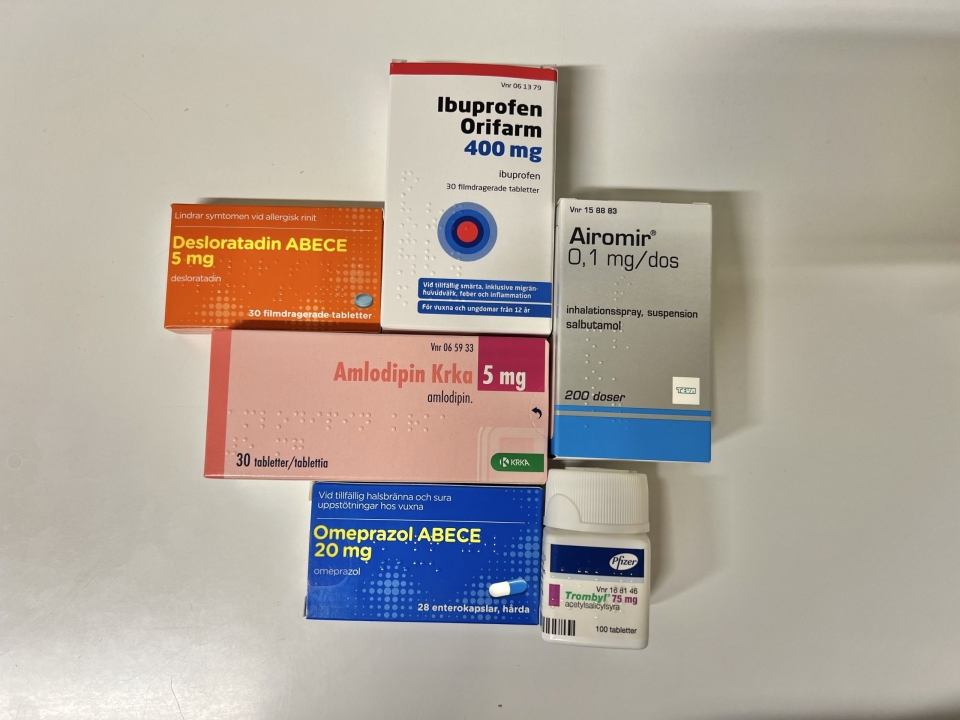 Vnr 06 13 79
Ibuprofen
Orifarm
400 mg
ibuprofen
30 filmdragerade tabletter
Vid tillfällig smärta, inklusive migrän-
huvudvärk, feber och inflammation
För vuxna och ungdomar från 12 år
Lindrar symtomen vid allergisk rinit
Desloratadin ABECE
5 mg
desloratadin
30 filmdragerade tabletter
Vnr 15 88 83
Airomir®
0,1 mg/dos
inhalationsspray, suspension
salbutamol
TEVA
200 doser
Vnr 06 59 33
Amlodipin Krka 5 mg
amlodipin.
30 tabletter/tablettia
KRKA
Vid tillfällig halsbränna och sura
uppstötningar hos vuxna
Omeprazol ABECE
20 mg
omeprazol
28 enterokapslar, hårda
Pfizer
Vnr 16 81 46
Trombyl® 75 mg
acetylsalicylsyra
100 tabletter